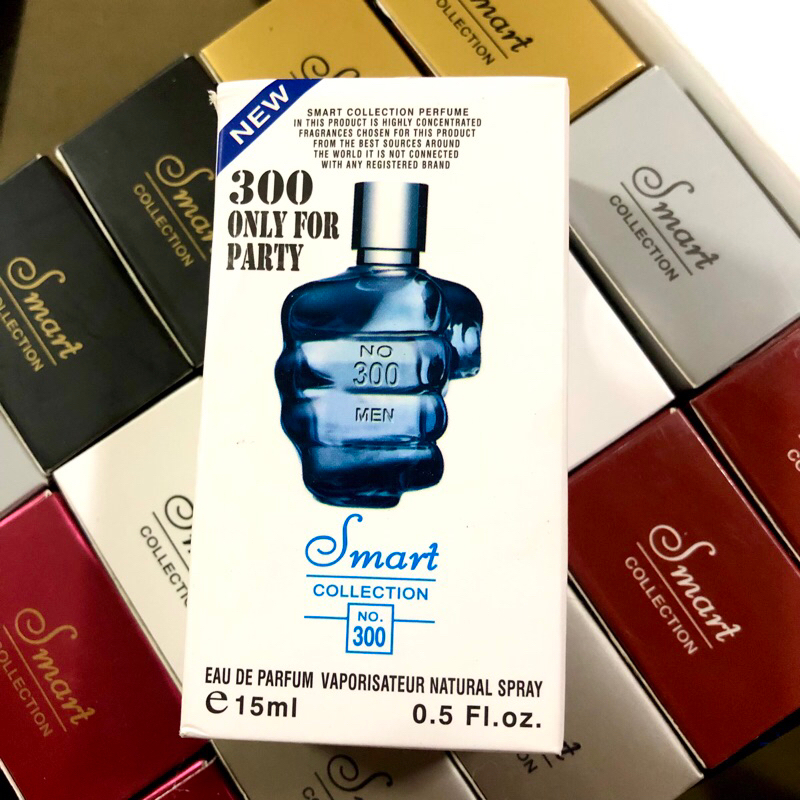 NEW
SMART COLLECTION PERFUME
IN THIS PRODUCT IS HIGHLY CONCENTRATED
FRAGRANCES CHOSEN FOR THIS PRODUCT
FROM THE BEST SOURCES AROUND
THE WORLD IT IS NOT CONNECTED
WITH ANY REGISTERED BRAND
300
ONLY FOR
PARTY
NO
300
MEN
Smart
COLLECTION
NO.
300
EAU DE PARFUM VAPORISATEUR NATURAL SPRAY
e 15ml
0.5 Fl.oz.
Smart
COLLECTION
Smart
COLLECTION
Smart
COLLECTION
Smart
COLLECTION
Smart
COLLECTION